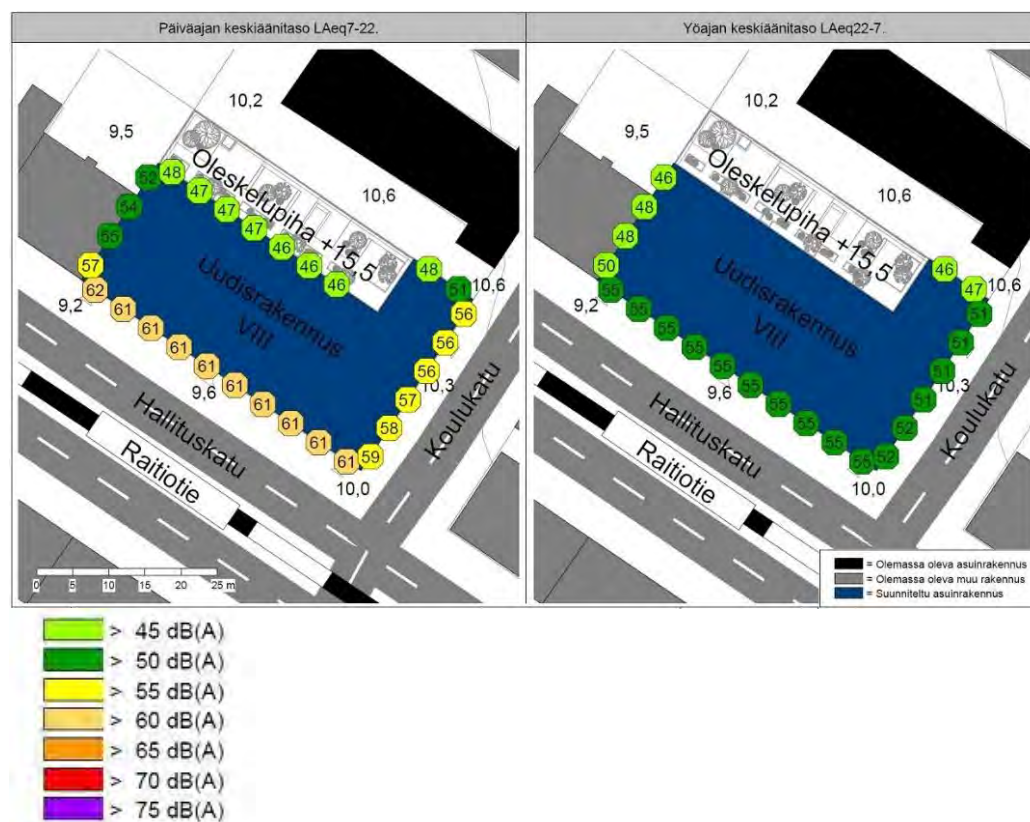 Päiväajan keskiäänitaso LAeq7-22.
10,2
9,5
Oleskelupiha +15,5
10,6
52
48
54
47
47
47
46
46
46
55
57
62
61
61
61
61
61
61
61
61
61
48
51
10,6
56
56
56
10,3
57
58
59
Uudisrakennus
VIII
9,2
9,6
Hallituskatu
Raitiotie
Koulukatu
10,0
0 5 10 15 20 25 m
Yöajan keskiäänitaso LAeq22-7.
10,2
9,5
Oleskelupiha +15,5
10,6
46
48
48
50
55
55
55
55
55
55
55
55
55
55
46
47
10,6
51
51
51
10,3
51
52
52
Uudisrakennus
VIII
9,2
9,6
Hallituskatu
Raitiotie
Koulukatu
10,0
= Olemassa oleva asuinrakennus
= Olemassa oleva muu rakennus
= Suunniteltu asuinrakennus
> 45 dB(A)
> 50 dB(A)
> 55 dB(A)
> 60 dB(A)
> 65 dB(A)
> 70 dB(A)
> 75 dB(A)